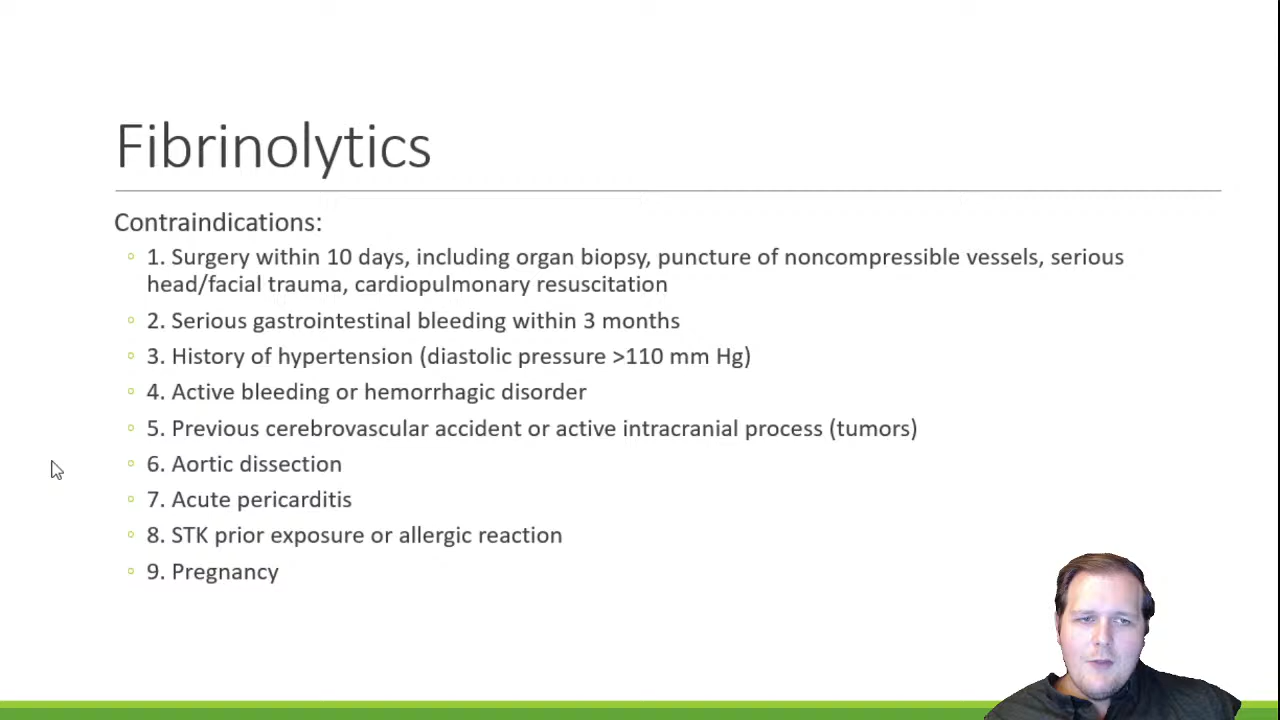 Fibrinolytics
Contraindications:
1. Surgery within 10 days, including organ biopsy, puncture of noncompressible vessels, serious
head/facial trauma, cardiopulmonary resuscitation
2. Serious gastrointestinal bleeding within 3 months
3. History of hypertension (diastolic pressure >110 mm Hg)
4. Active bleeding or hemorrhagic disorder
5. Previous cerebrovascular accident or active intracranial process (tumors)
6. Aortic dissection
7. Acute pericarditis
8. STK prior exposure or allergic reaction
9. Pregnancy